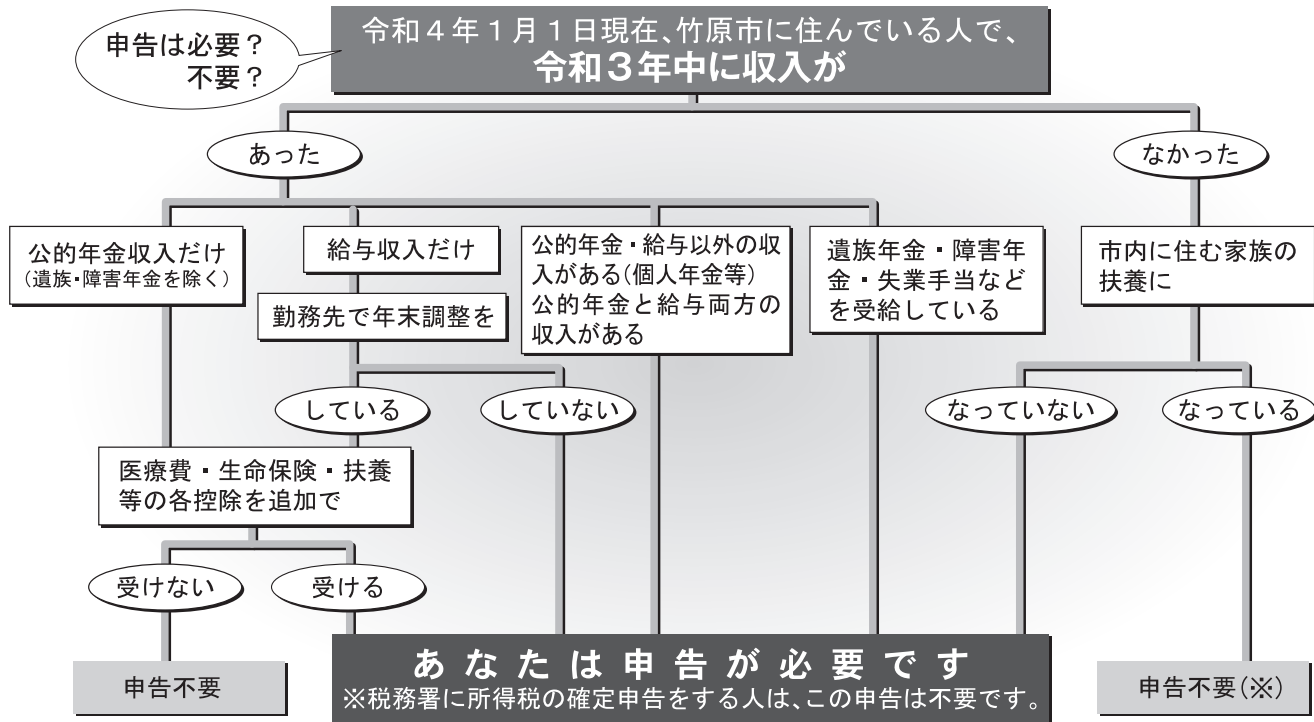 申告は必要？
不要？
令和４年１月１日現在、竹原市に住んでいる人で、
令和３年中に収入が
あった
なかった
公的年金収入だけ
（遺族・障害年金を除く）
給与収入だけ
勤務先で年末調整を
公的年金・給与以外の収
入がある（個人年金等）
公的年金と給与両方の
収入がある
遺族年金・障害年
金・失業手当など
を受給している
市内に住む家族の
扶養に
している
していない
なっていない
なっている
医療費・生命保険・扶養
等の各控除を追加で
受けない
受ける
申告不要
あなたは申告が必要です
※税務署に所得税の確定申告をする人は、この申告は不要です。
申告不要（※）